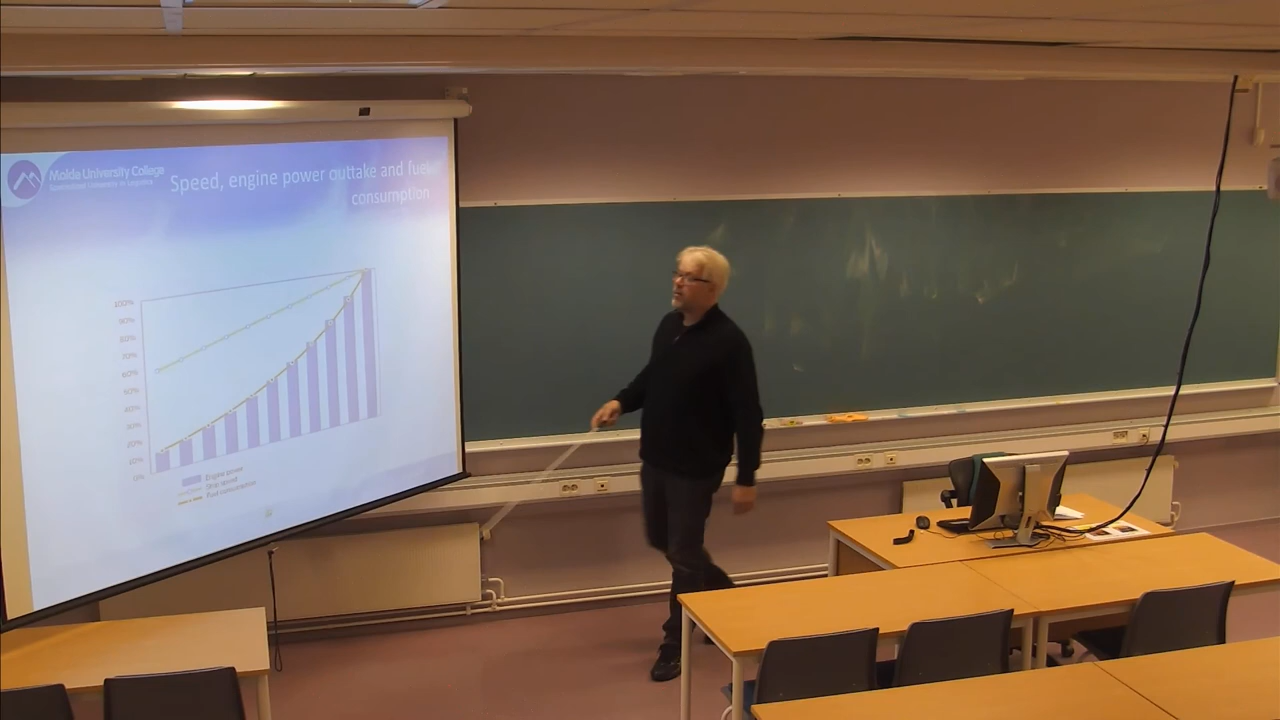 Molde University College
Specialized University in Logistics
Speed, engine power outtake and fuel
consumption
100%
90%
80%
70%
60%
50%
40%
30%
20%
10%
0%
Engine power
Ship speed
Fuel consumption